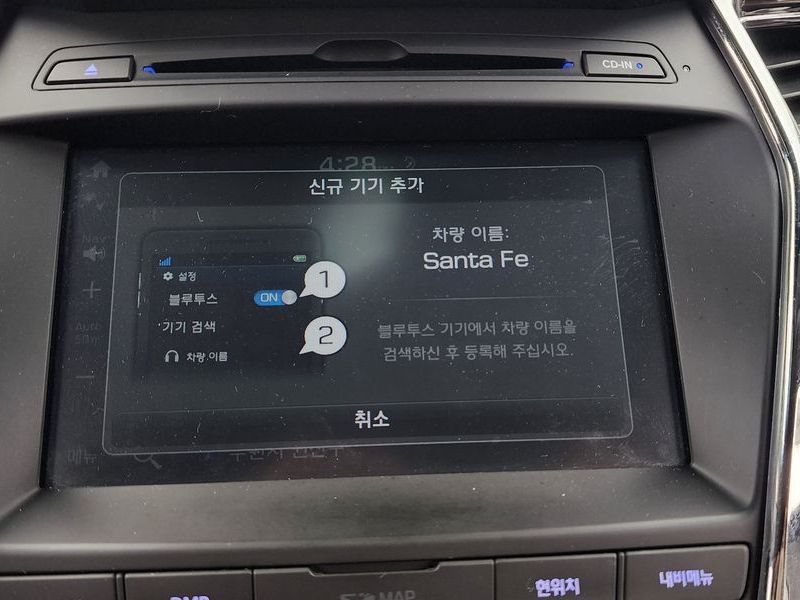 CD-IN
4:28
신규 기기 추가
설정
블루투스 ON
기기 검색
차량 이름
1
2
차량 이름:
Santa Fe
블루투스 기기에서 차량 이름을
검색하신 후 등록해 주십시오.
취소
메뉴
MAP
현위치
내비메뉴